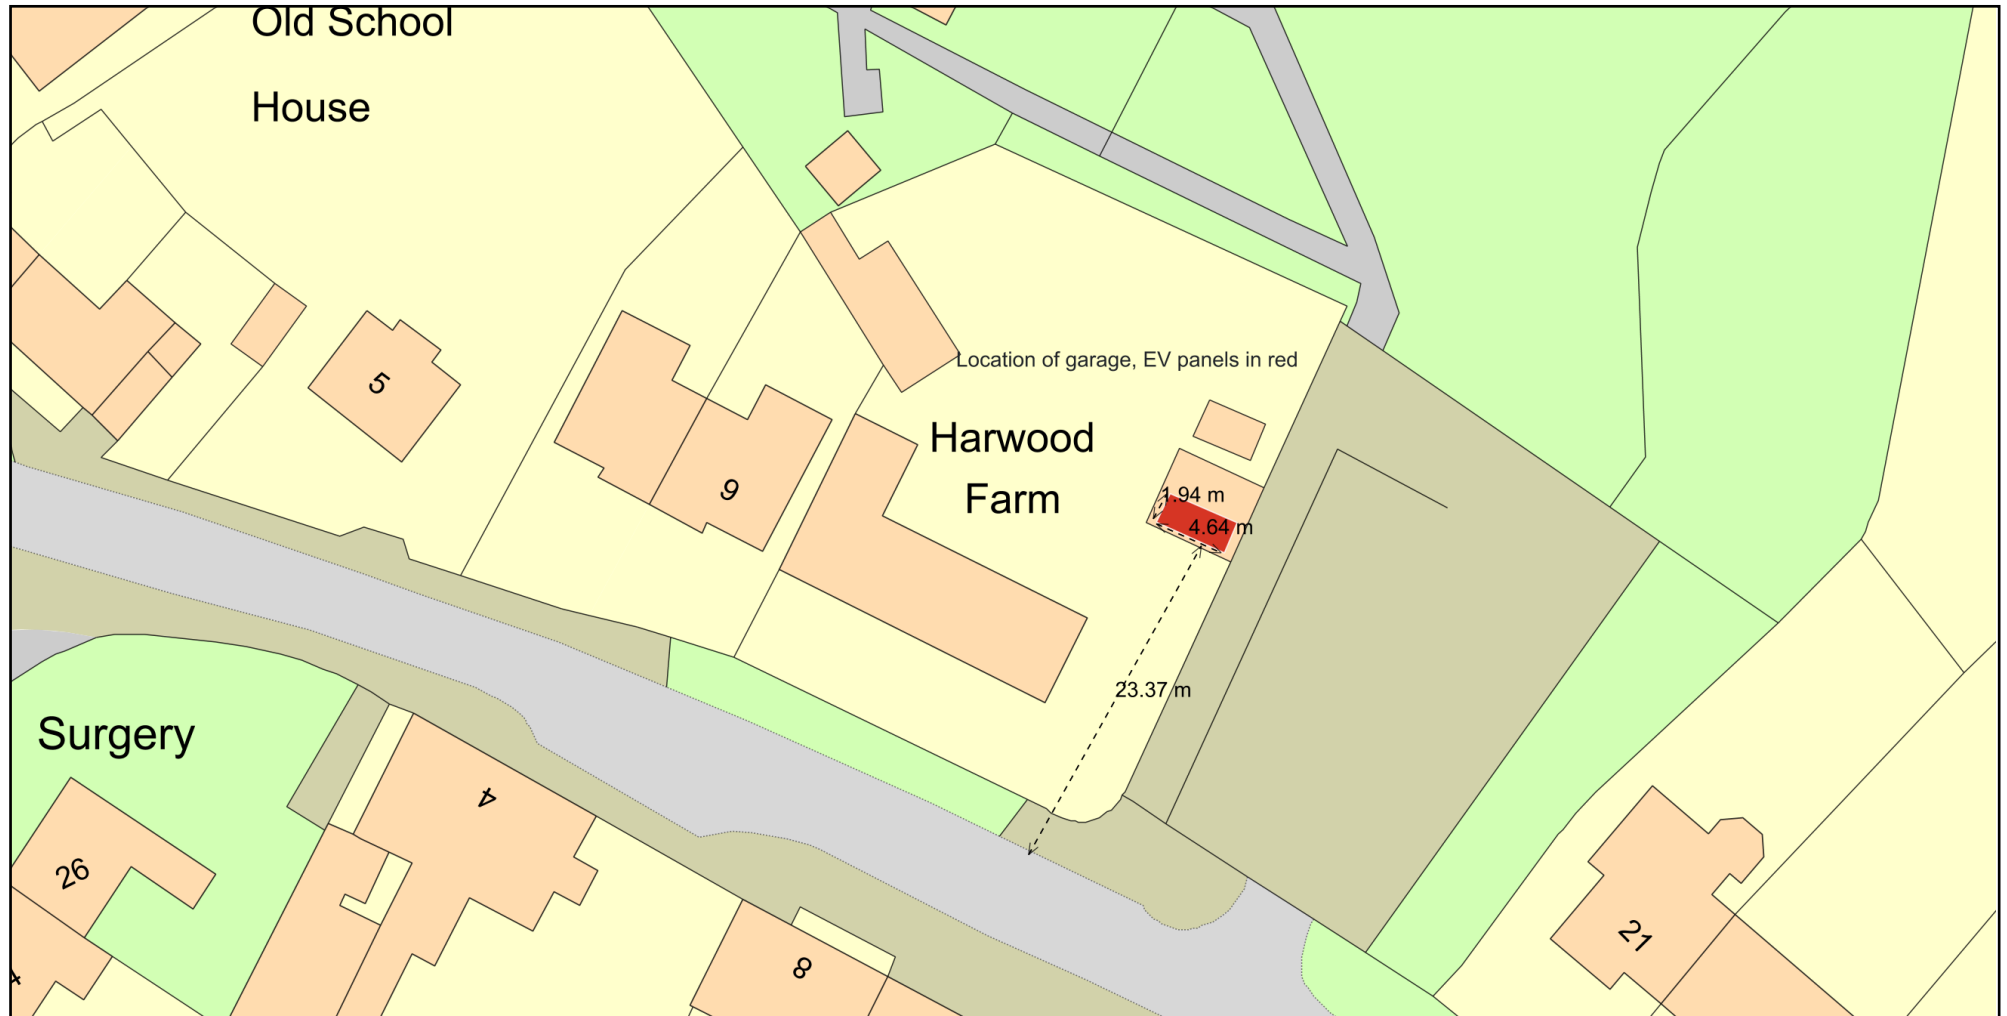 Old School
House
5
Location of garage, EV panels in red
Harwood
Farm
9
1.94 m
4.64 m
23.37 m
Surgery
4
26
21
8